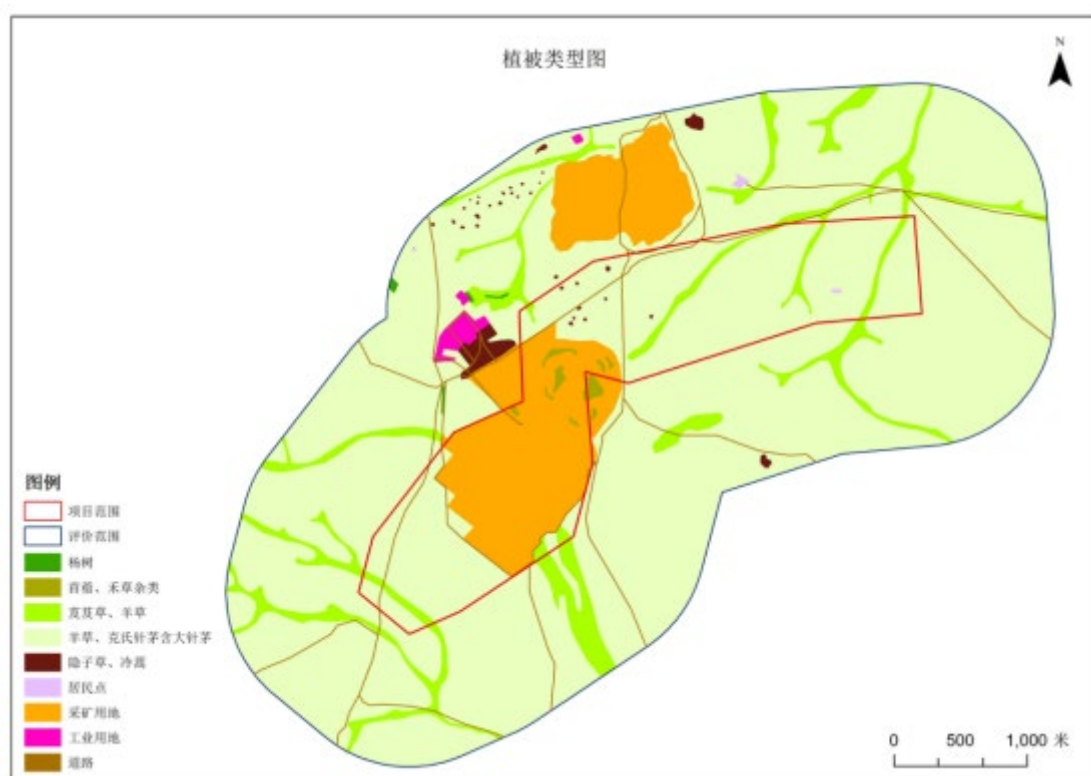 植被类型图
N
图例
项目范围
评价范围
杨树
苜蓿、禾草杂类
芨芨草、羊草
羊草、克氏针茅含大针茅
隐子草、冷蒿
居民点
采矿用地
工业用地
道路
0 500 1,000 米